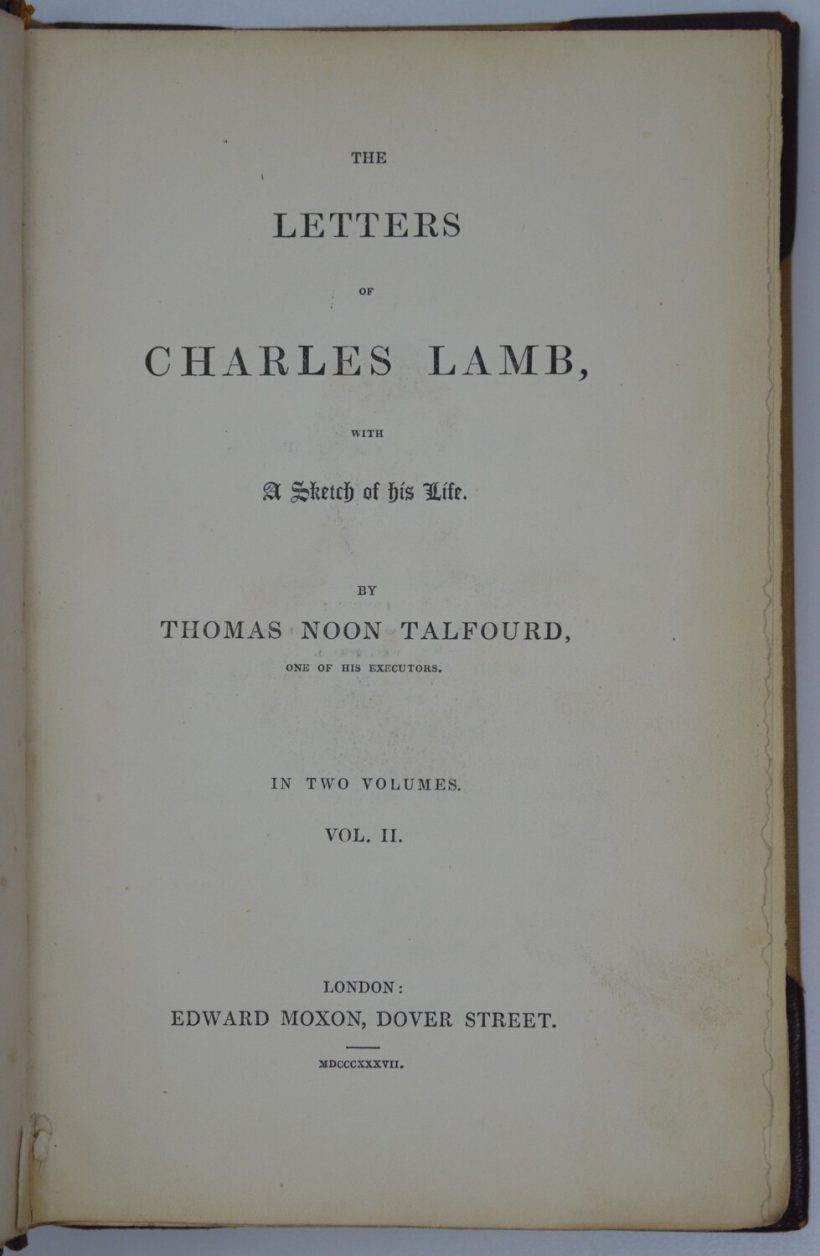 THE
LETTERS
OF
CHARLES LAMB,
WITH
A Sketch of his Life.
BY
THOMAS NOON TALFOURD,
ONE OF HIS EXECUTORS.
IN TWO VOLUMES.
VOL. II.
LONDON:
EDWARD MOXON, DOVER STREET.
MDCCCXXXVII.